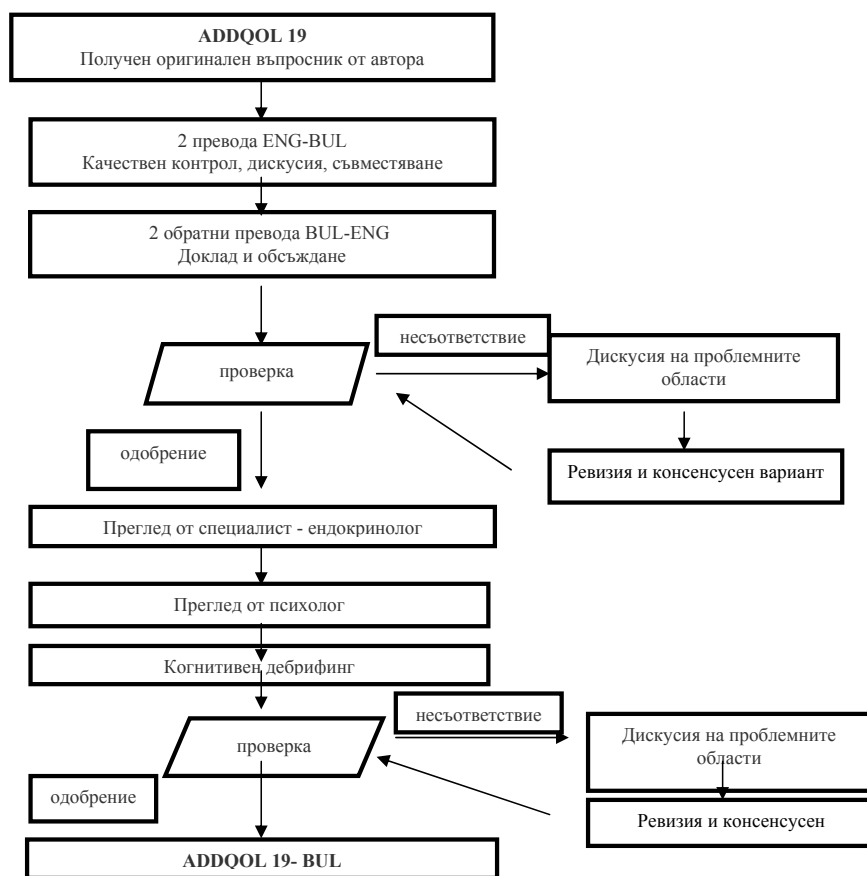 ADDQOL 19
Получен оригинален въпросник от автора
2 превода ENG-BUL
Качествен контрол, дискусия, съвместяване
2 обратни превода BUL-ENG
Доклад и обсъждане
несъответствие
проверка
Дискусия на проблемните
области
одобрение
Ревизия и консенсусен вариант
Преглед от специалист - ендокринолог
Преглед от психолог
Когнитивен дебрифинг
несъответствие
проверка
Дискусия на проблемните
области
одобрение
Ревизия и консенсусен
ADDQOL 19- BUL